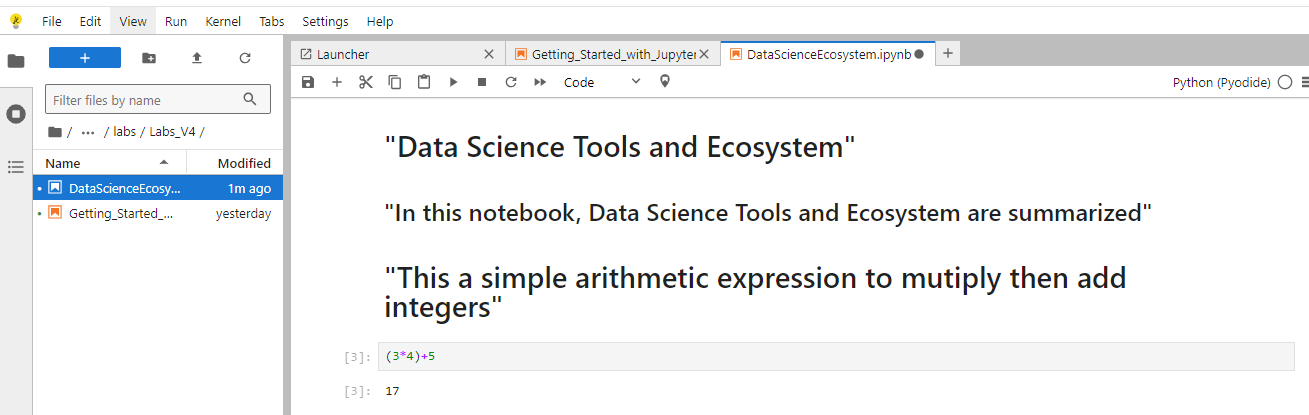 File Edit View Run Kernel Tabs Settings Help
Launcher
Getting_Started_with_Jupyter
DataScienceEcosystem.ipynb
Code
Python (Pyodide)
Filter files by name
/ ··· / labs / Labs_V4 /
Name Modified
DataScienceEcosy... 1m ago
Getting_Started_... yesterday
"Data Science Tools and Ecosystem"
"In this notebook, Data Science Tools and Ecosystem are summarized"
"This a simple arithmetic expression to mutiply then add
integers"
[3]: (3*4)+5
[3]: 17